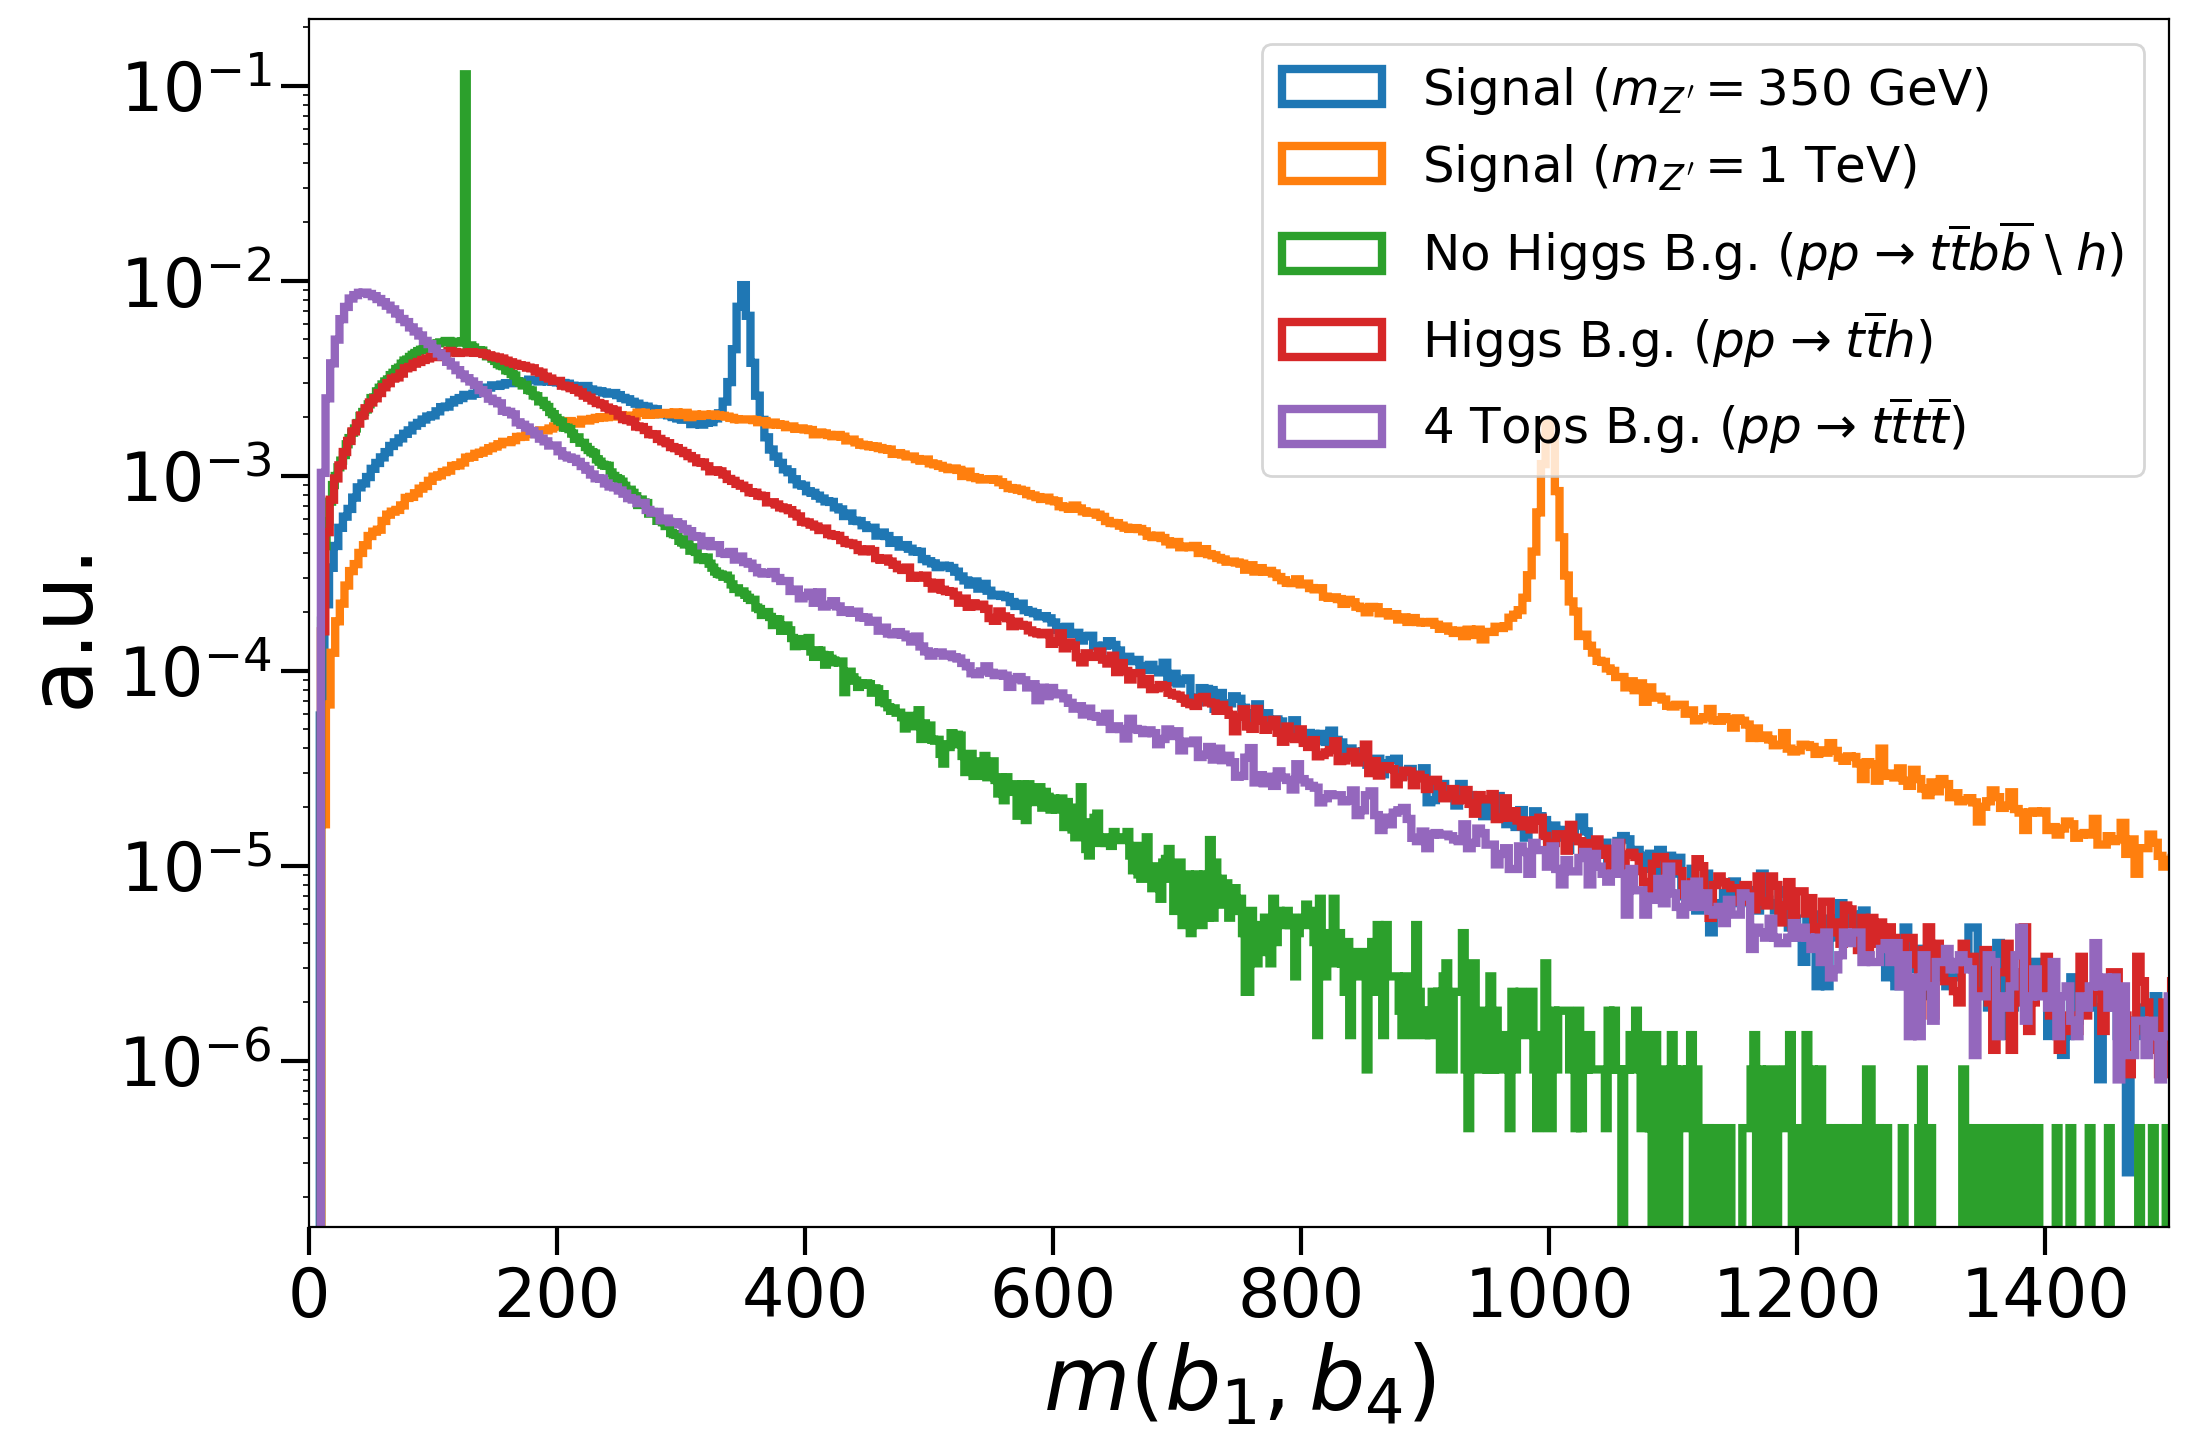 10⁻¹
10⁻²
10⁻³
10⁻⁴
10⁻⁵
10⁻⁶
a.u.
Signal (m_{Z′} = 350 GeV)
Signal (m_{Z′} = 1 TeV)
No Higgs B.g. (pp → tt̅bb̅ \ h)
Higgs B.g. (pp → tt̅h)
4 Tops B.g. (pp → tt̅tt̅)
0 200 400 600 800 1000 1200 1400
m(b₁, b₄)